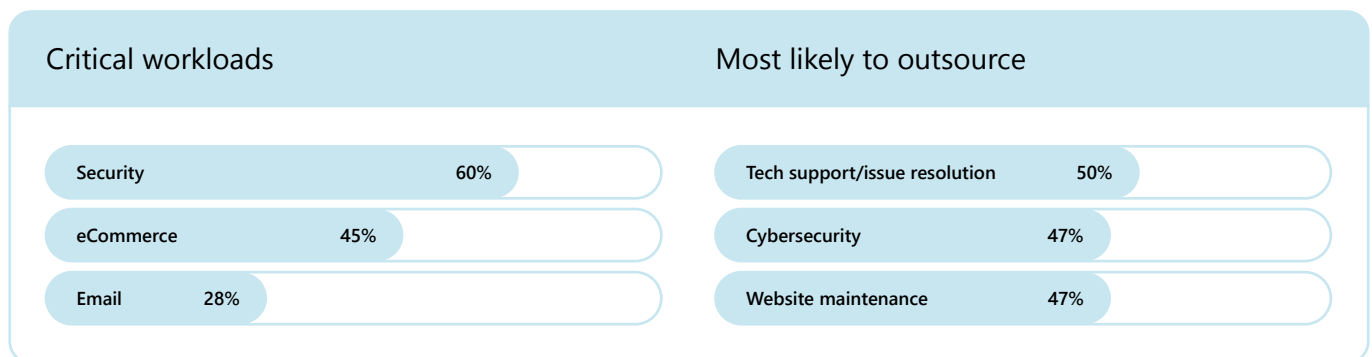 Critical workloads
Most likely to outsource
Security 60%
eCommerce 45%
Email 28%
Tech support/issue resolution 50%
Cybersecurity 47%
Website maintenance 47%